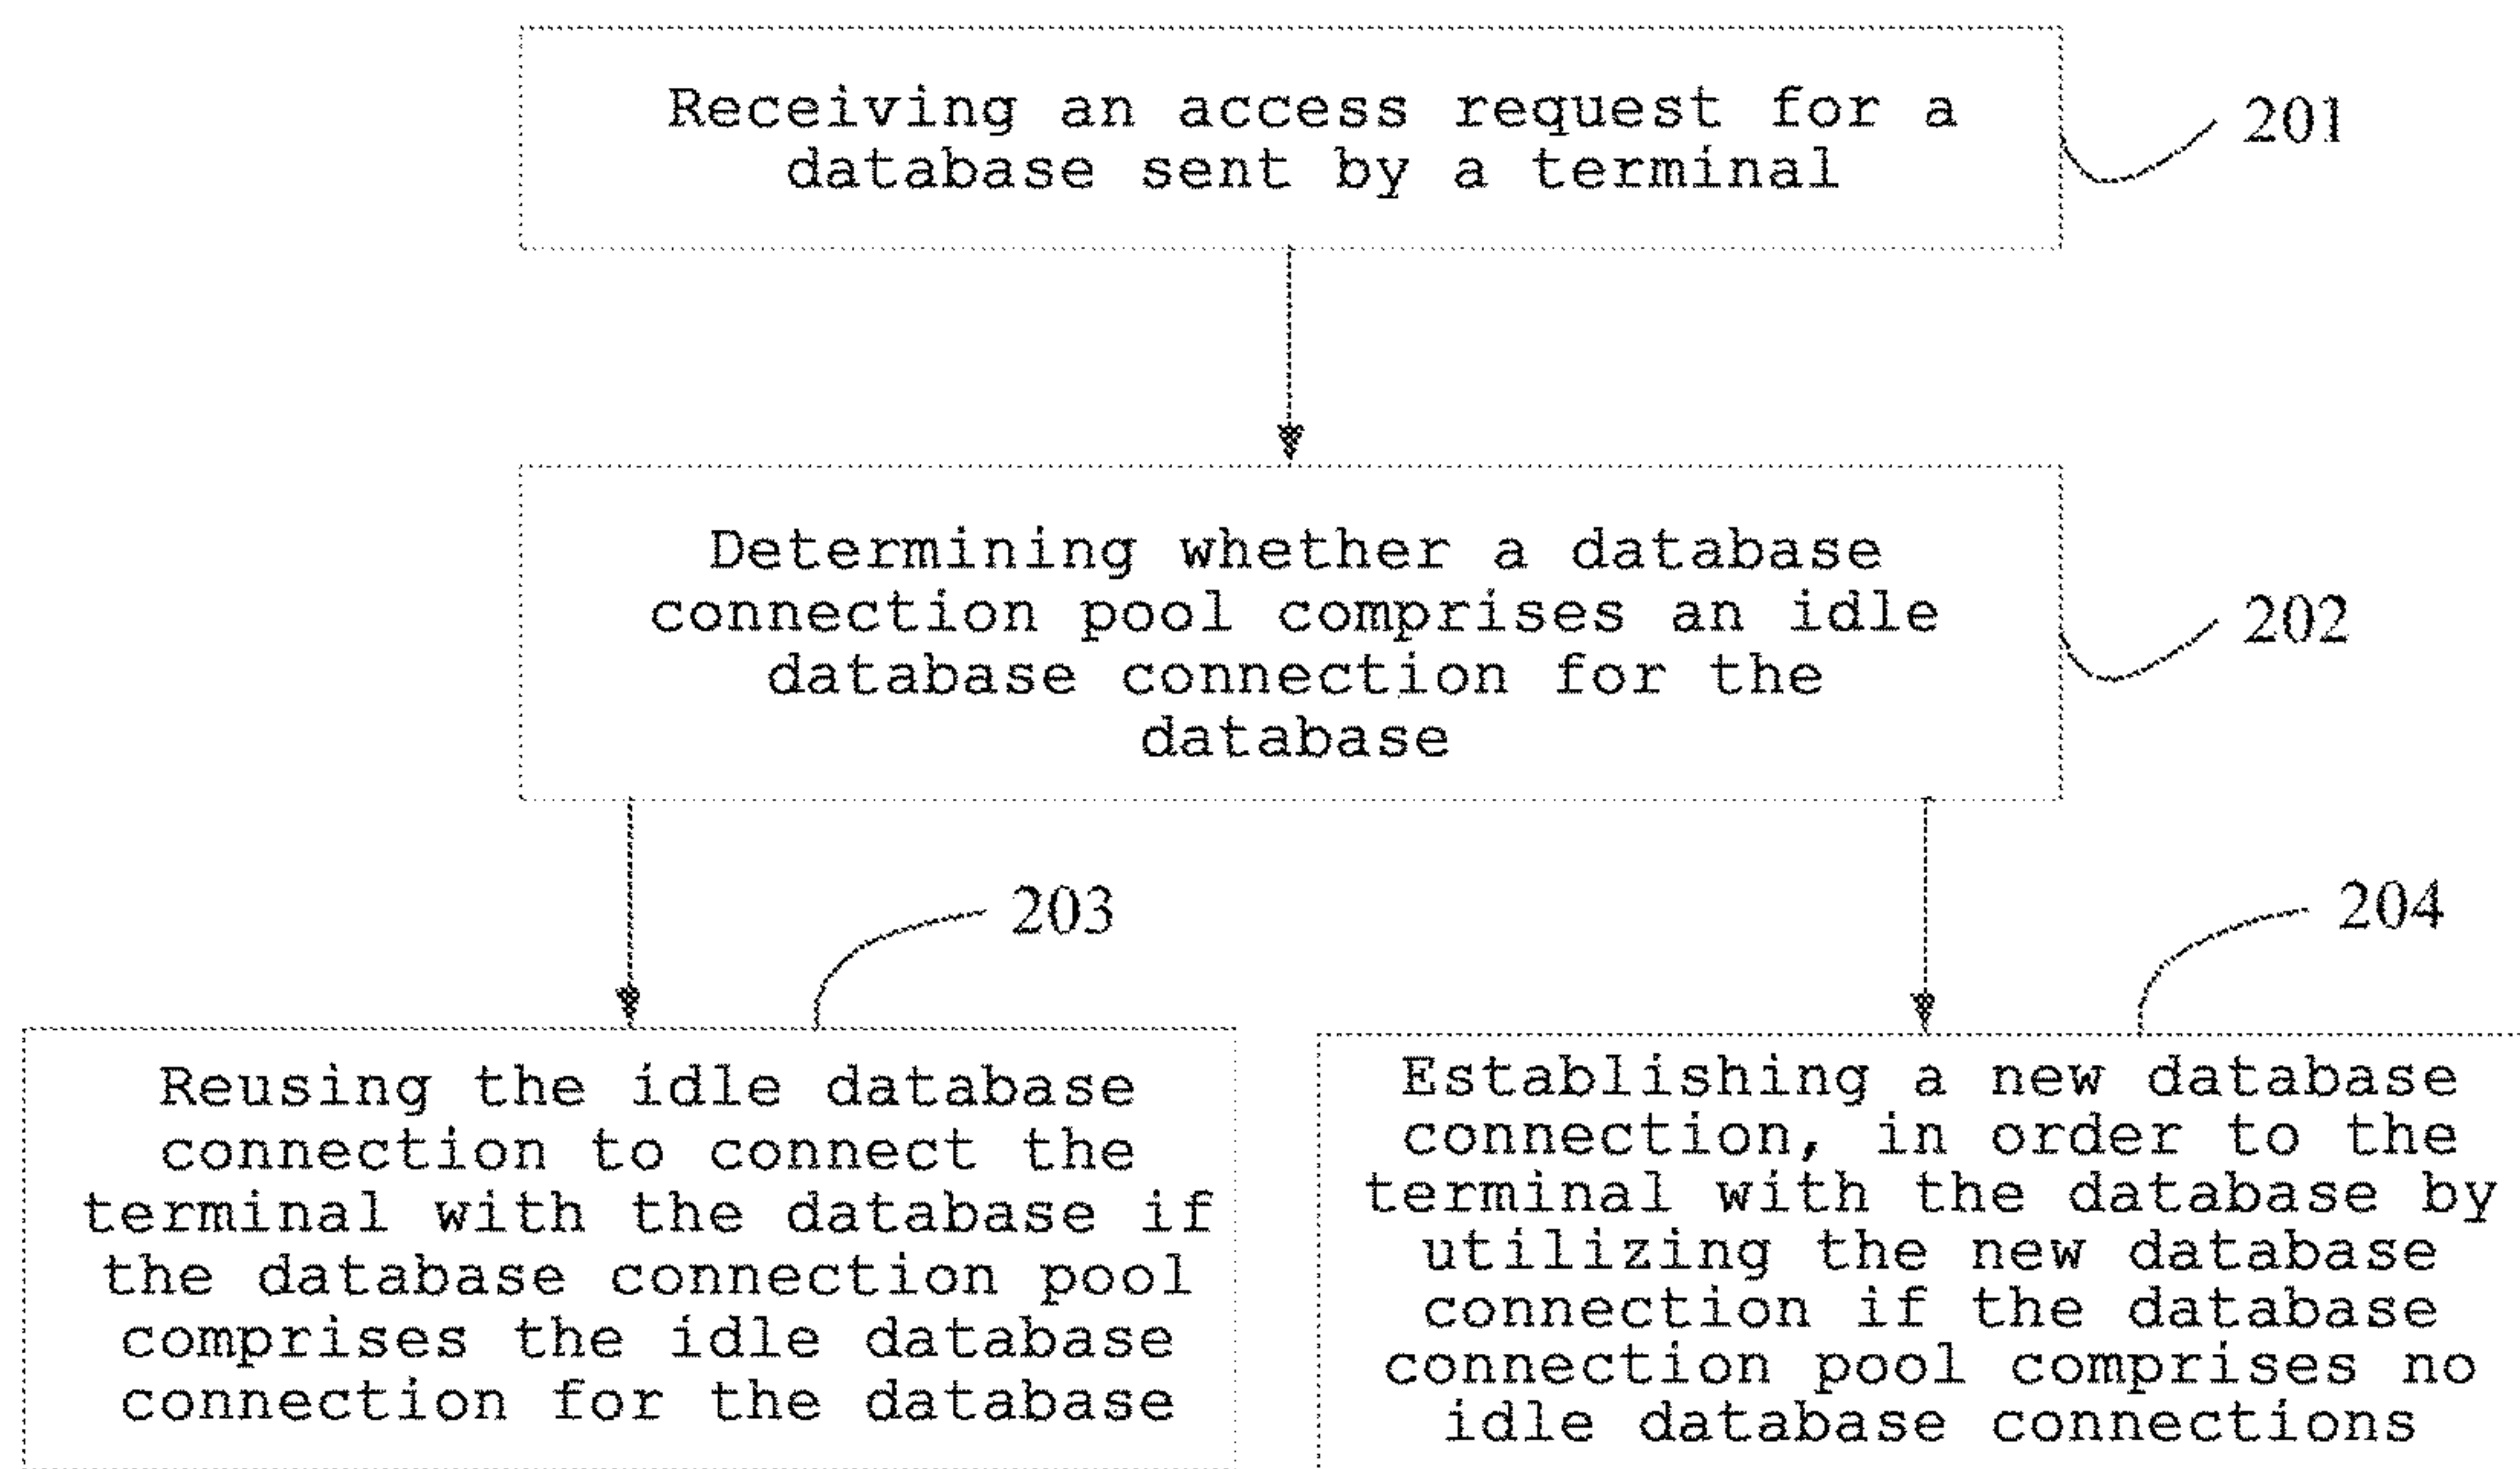 Receiving an access request for a
database sent by a terminal
201
Determining whether a database
connection pool comprises an idle
database connection for the
database
202
203
Reusing the idle database
connection to connect the
terminal with the database if
the database connection pool
comprises the idle database
connection for the database
204
Establishing a new database
connection, in order to the
terminal with the database by
utilizing the new database
connection if the database
connection pool comprises no
idle database connections